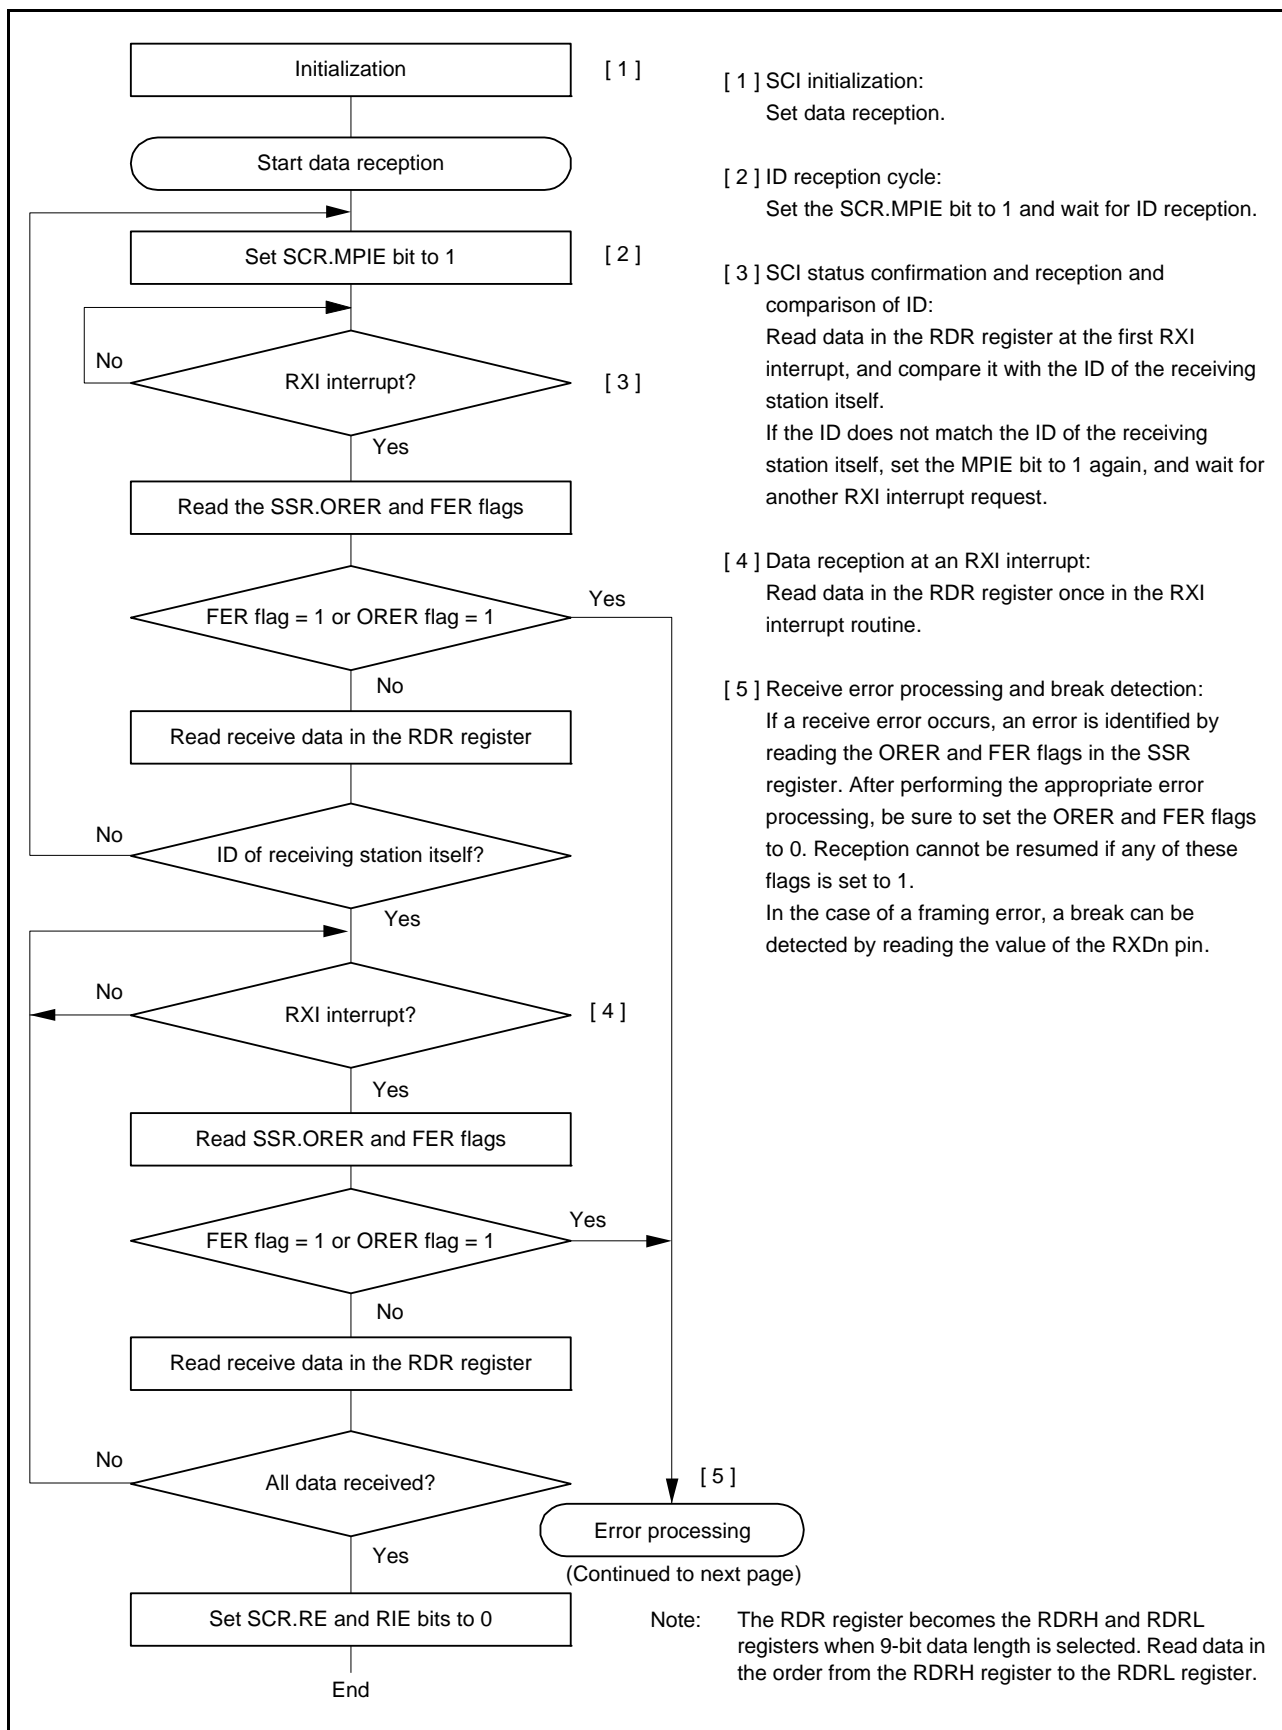 Initialization
[ 1 ]
Start data reception
Set SCR.MPIE bit to 1
[ 2 ]
No
RXI interrupt?
[ 3 ]
Yes
Read the SSR.ORER and FER flags
FER flag = 1 or ORER flag = 1
Yes
No
Read receive data in the RDR register
No
ID of receiving station itself?
Yes
No
RXI interrupt?
[ 4 ]
Yes
Read SSR.ORER and FER flags
FER flag = 1 or ORER flag = 1
Yes
No
Read receive data in the RDR register
No
All data received?
Yes
[ 5 ]
Error processing
(Continued to next page)
Set SCR.RE and RIE bits to 0
End
[ 1 ] SCI initialization:
Set data reception.
[ 2 ] ID reception cycle:
Set the SCR.MPIE bit to 1 and wait for ID reception.
[ 3 ] SCI status confirmation and reception and
comparison of ID:
Read data in the RDR register at the first RXI
interrupt, and compare it with the ID of the receiving
station itself.
If the ID does not match the ID of the receiving
station itself, set the MPIE bit to 1 again, and wait for
another RXI interrupt request.
[ 4 ] Data reception at an RXI interrupt:
Read data in the RDR register once in the RXI
interrupt routine.
[ 5 ] Receive error processing and break detection:
If a receive error occurs, an error is identified by
reading the ORER and FER flags in the SSR
register. After performing the appropriate error
processing, be sure to set the ORER and FER flags
to 0. Reception cannot be resumed if any of these
flags is set to 1.
In the case of a framing error, a break can be
detected by reading the value of the RXDn pin.
Note: The RDR register becomes the RDRH and RDRL
registers when 9-bit data length is selected. Read data in
the order from the RDRH register to the RDRL register.